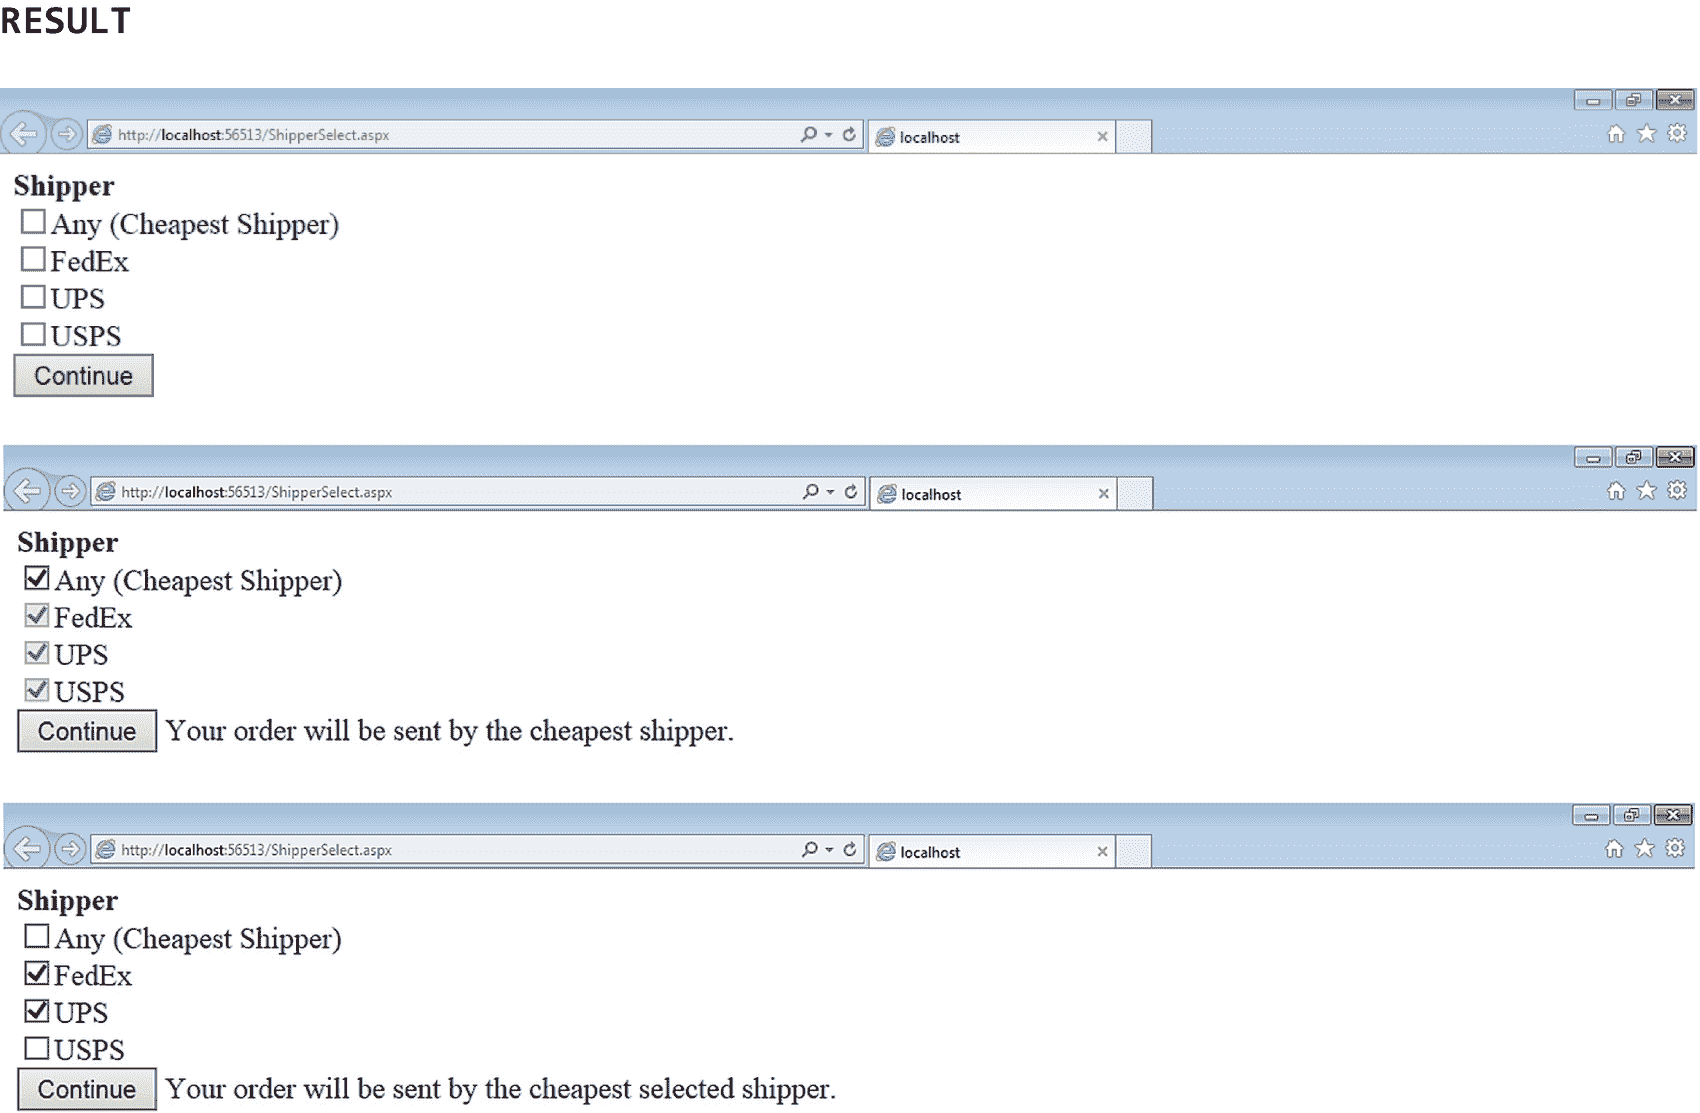 RESULT
http://localhost:56513/ShipperSelect.aspx
localhost
Shipper
Any (Cheapest Shipper)
FedEx
UPS
USPS
Continue
http://localhost:56513/ShipperSelect.aspx
localhost
Shipper
Any (Cheapest Shipper)
FedEx
UPS
USPS
Continue Your order will be sent by the cheapest shipper.
http://localhost:56513/ShipperSelect.aspx
localhost
Shipper
Any (Cheapest Shipper)
FedEx
UPS
USPS
Continue Your order will be sent by the cheapest selected shipper.